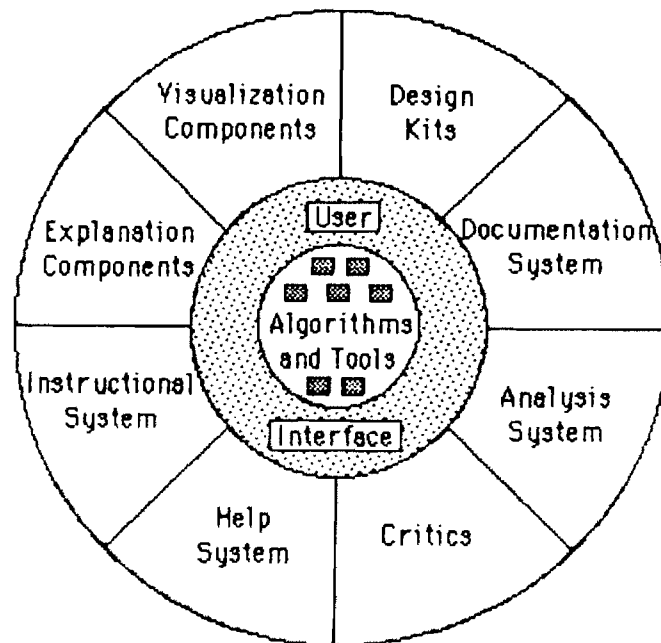 Visualization
Components
Design
Kits
Explanation
Components
User
Documentation
System
Algorithms
and Tools
Instructional
System
Interface
Analysis
System
Help
System
Critics